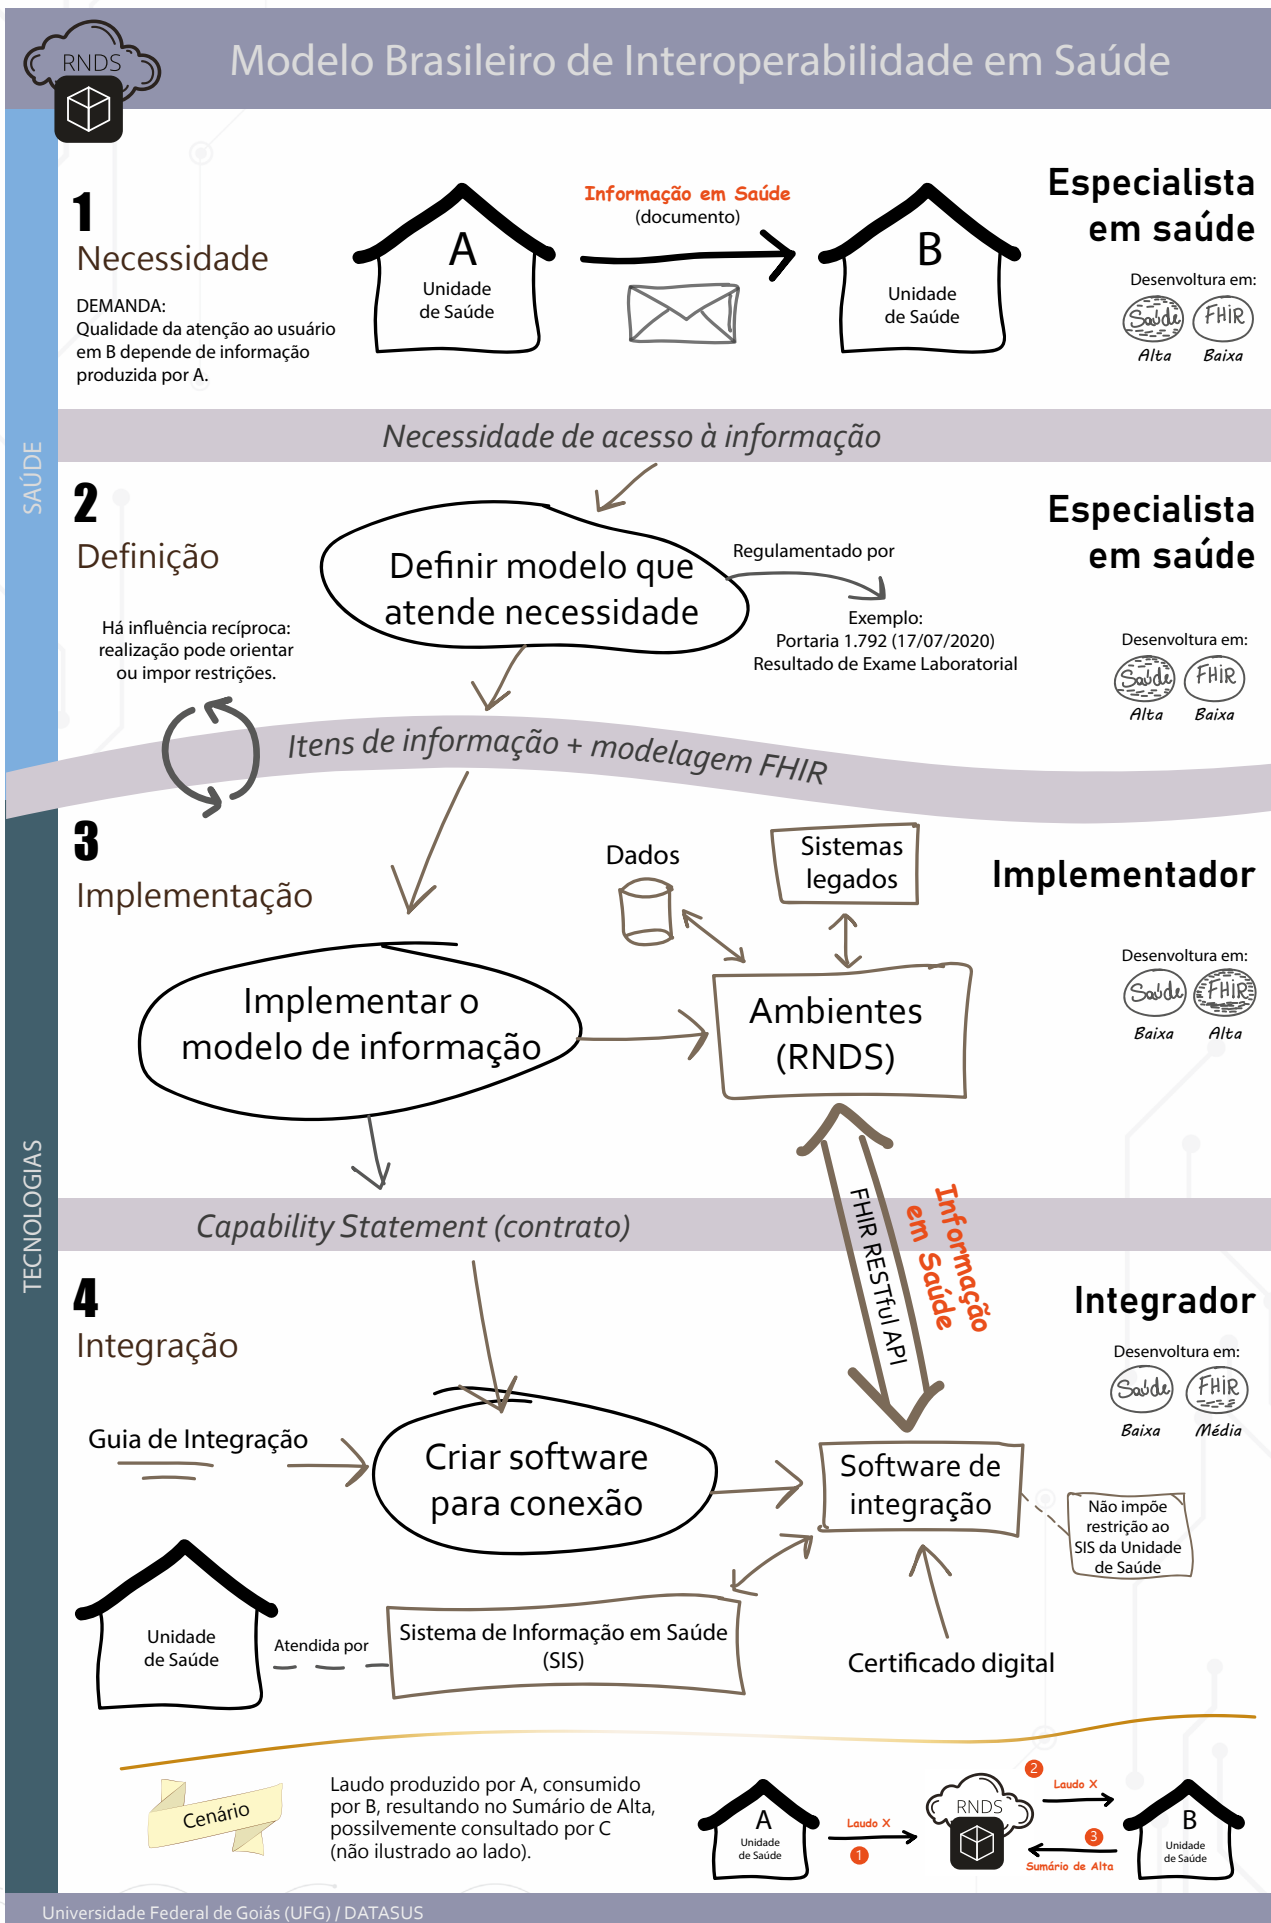 RNDS
Modelo Brasileiro de Interoperabilidade em Saúde
SAÚDE
1
Necessidade
DEMANDA:
Qualidade da atenção ao usuário
em B depende de informação
produzida por A.
A
Unidade
de Saúde
Informação em Saúde
(documento)
B
Unidade
de Saúde
Especialista
em saúde
Desenvoltura em:
Saúde FHIR
Alta Baixa
Necessidade de acesso à informação
2
Definição
Definir modelo que
atende necessidade
Regulamentado por
Exemplo:
Portaria 1.792 (17/07/2020)
Resultado de Exame Laboratorial
Há influência recíproca:
realização pode orientar
ou impor restrições.
Especialista
em saúde
Desenvoltura em:
Saúde FHIR
Alta Baixa
Itens de informação + modelagem FHIR
TECNOLOGIAS
3
Implementação
Dados
Sistemas
legados
Implementar o
modelo de informação
Ambientes
(RNDS)
Implementador
Desenvoltura em:
Saúde FHIR
Baixa Alta
FHIR RESTful API
Informação
em Saúde
Capability Statement (contrato)
4
Integração
Guia de Integração
Criar software
para conexão
Software de
integração
Integrador
Desenvoltura em:
Saúde FHIR
Baixa Média
Não impõe
restrição ao
SIS da Unidade
de Saúde
Unidade
de Saúde
Atendida por
Sistema de Informação em Saúde
(SIS)
Certificado digital
Cenário
Laudo produzido por A, consumido
por B, resultando no Sumário de Alta,
possilvemente consultado por C
(não ilustrado ao lado).
A
Unidade
de Saúde
Laudo X
1
RNDS
2
Laudo X
3
Sumário de Alta
B
Unidade
de Saúde
Universidade Federal de Goiás (UFG) / DATASUS